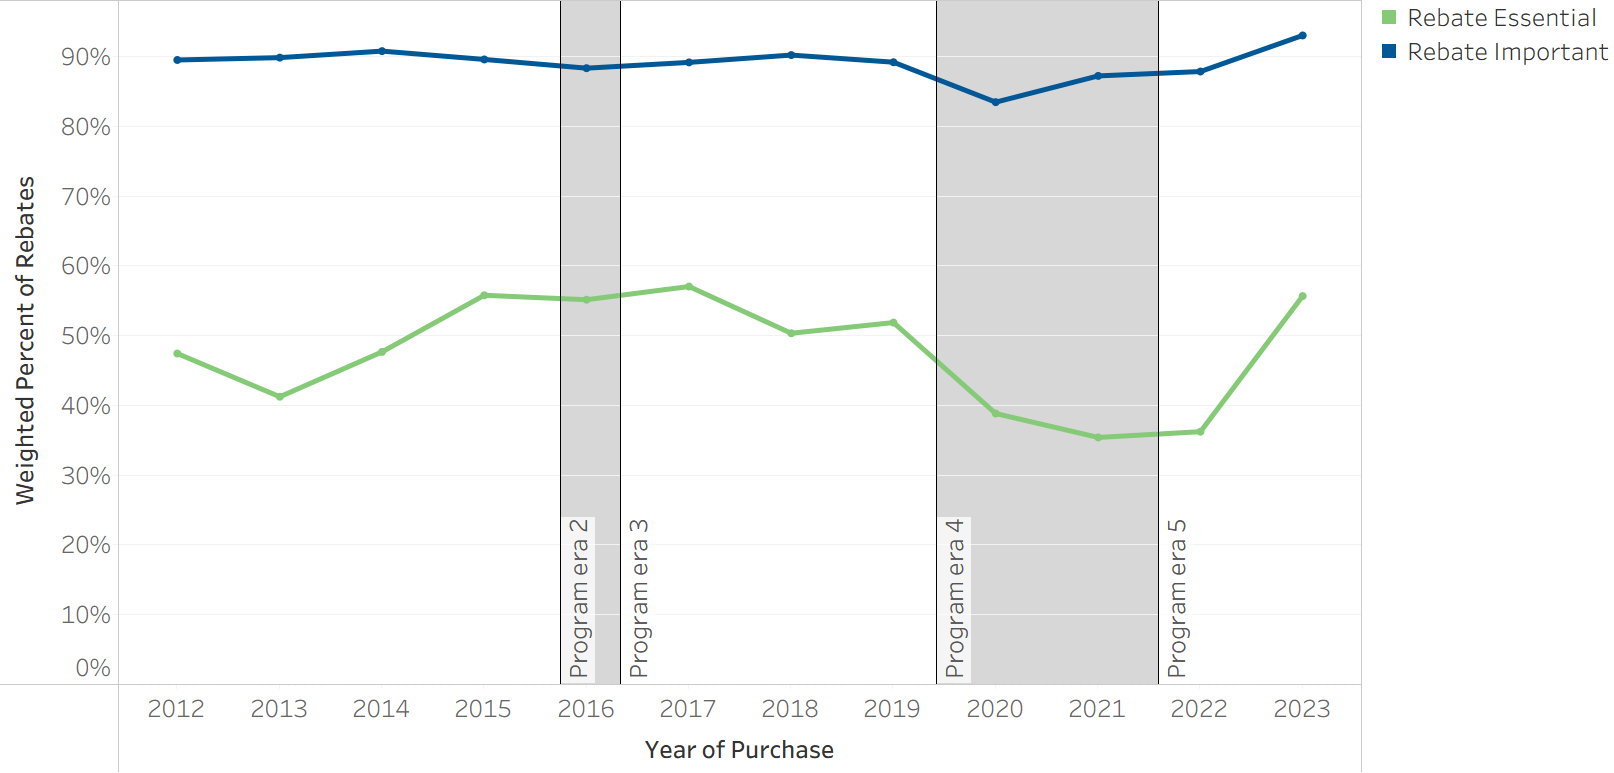 Rebate Essential
Rebate Important
Weighted Percent of Rebates
90%
80%
70%
60%
50%
40%
30%
20%
10%
0%
Program era 2
Program era 3
Program era 4
Program era 5
2012 2013 2014 2015 2016 2017 2018 2019 2020 2021 2022 2023
Year of Purchase